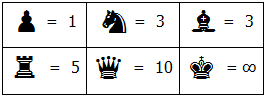 = 1 = 3 = 3
= 5 = 10 = ∞